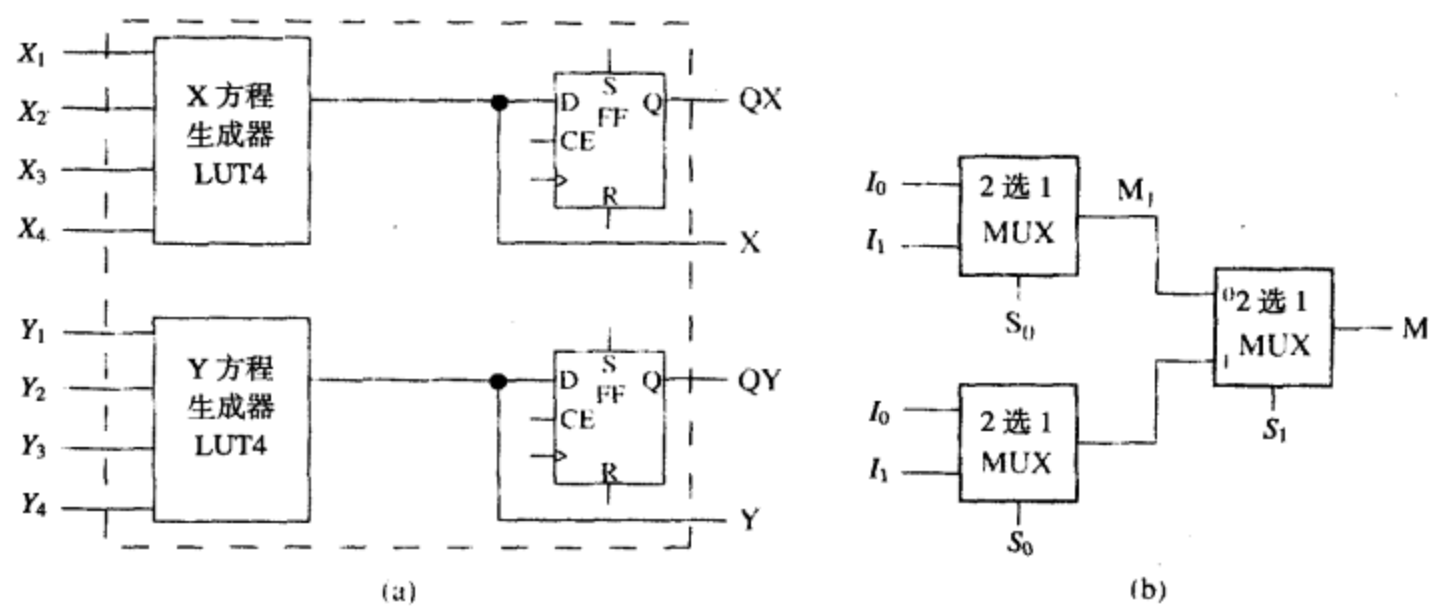 X₁
X₂
X₃
X₄
X 方程
生成器
LUT4
S
D
FF
Q
CE
R
QX
X
Y₁
Y₂
Y₃
Y₄
Y 方程
生成器
LUT4
S
D
FF
Q
CE
R
QY
Y
(a)
I₀
I₁
2 选 1
MUX
S₀
M₁
I₀
I₁
2 选 1
MUX
S₀
0
2 选 1
1
MUX
S₁
M
(b)